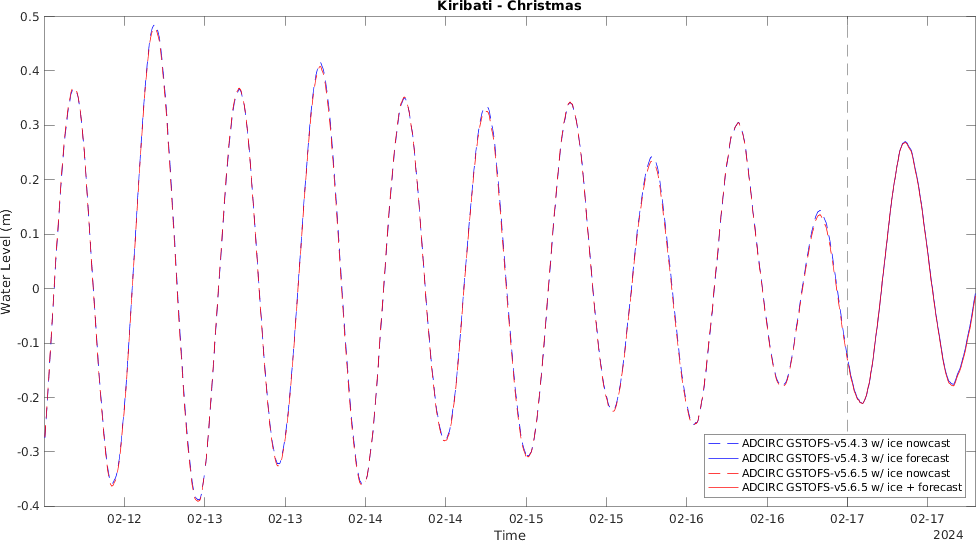 Kiribati - Christmas
Water Level (m)
0.5
0.4
0.3
0.2
0.1
0
-0.1
-0.2
-0.3
-0.4
ADCIRC GSTOFS-v5.4.3 w/ ice nowcast
ADCIRC GSTOFS-v5.4.3 w/ ice forecast
ADCIRC GSTOFS-v5.6.5 w/ ice nowcast
ADCIRC GSTOFS-v5.6.5 w/ ice + forecast
02-12 02-13 02-13 02-14 02-14 02-15 02-15 02-16 02-16 02-17 02-17
Time
2024